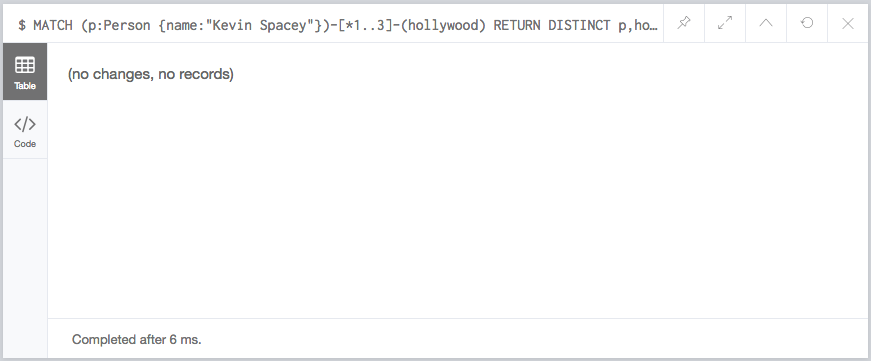 $ MATCH (p:Person {name:"Kevin Spacey"})-[*1..3]-(hollywood) RETURN DISTINCT p,ho…
Table
(no changes, no records)
Code
Completed after 6 ms.